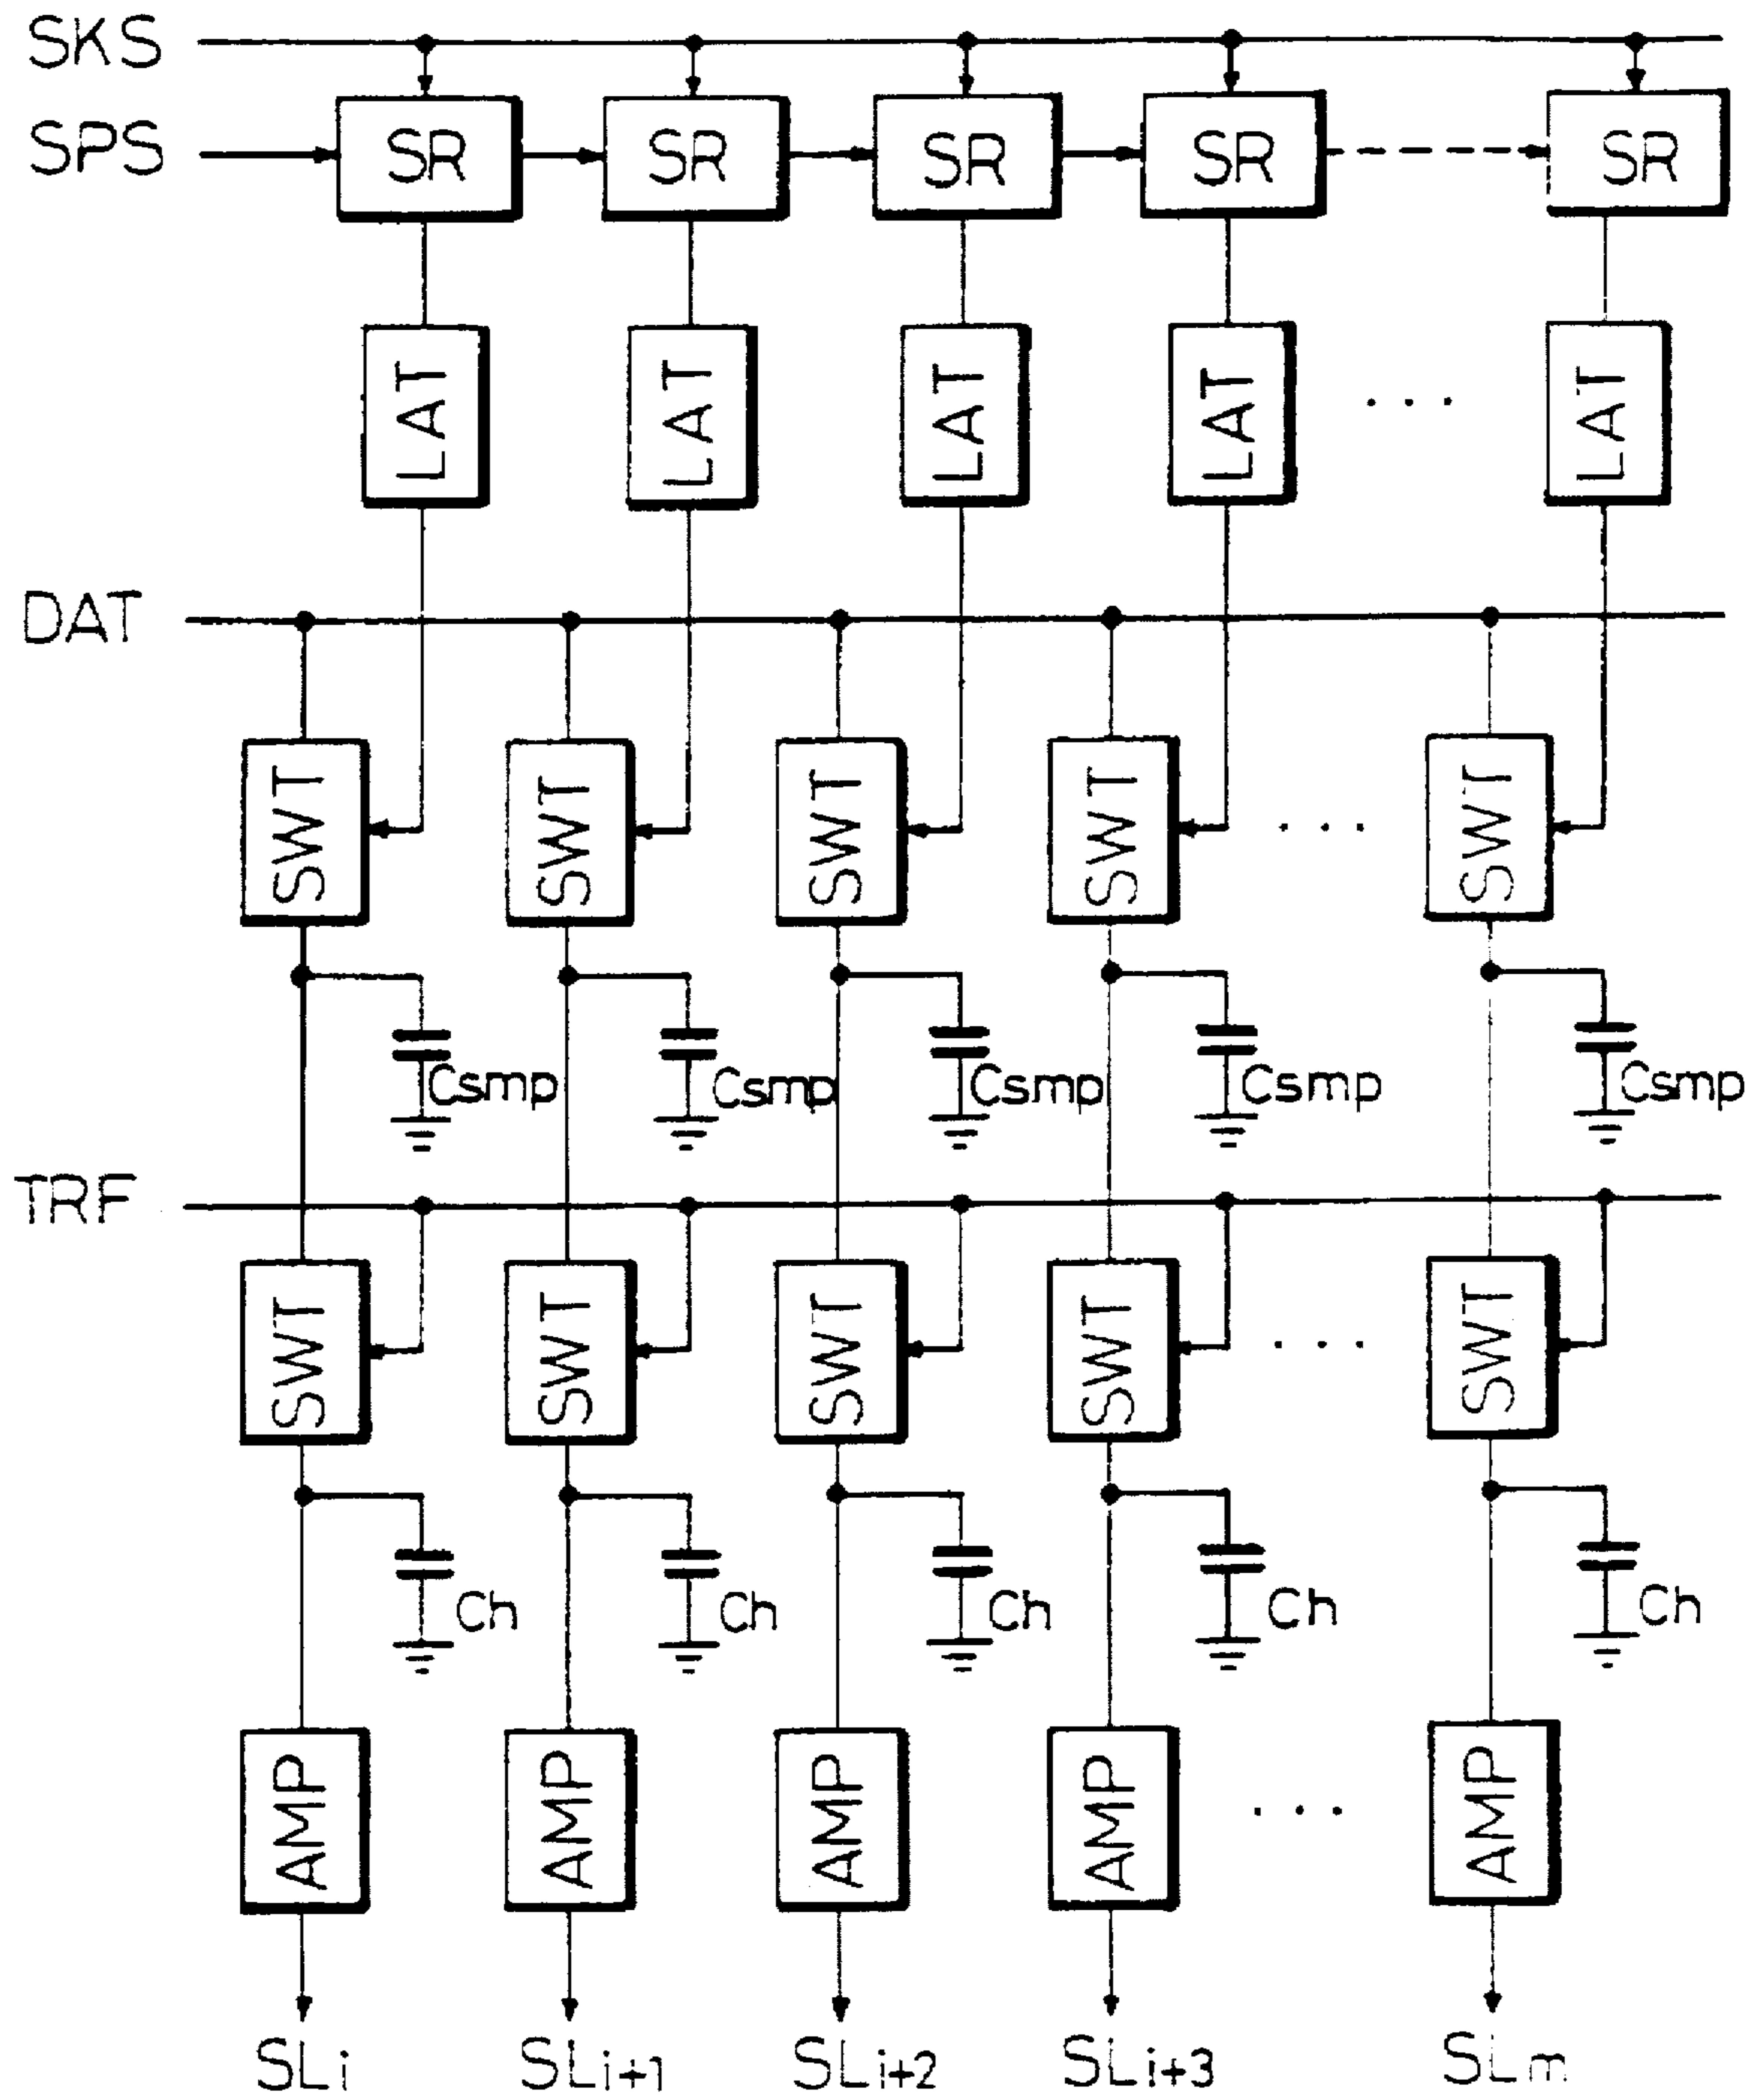 SKS
SPS
SR SR SR SR SR
LAT LAT LAT LAT LAT
DAT
SWT SWT SWT SWT SWT
Csmp Csmp Csmp Csmp Csmp
TRF
SWT SWT SWT SWT SWT
Ch Ch Ch Ch Ch
AMP AMP AMP AMP AMP
SLi SLi+1 SLi+2 SLi+3 SLm